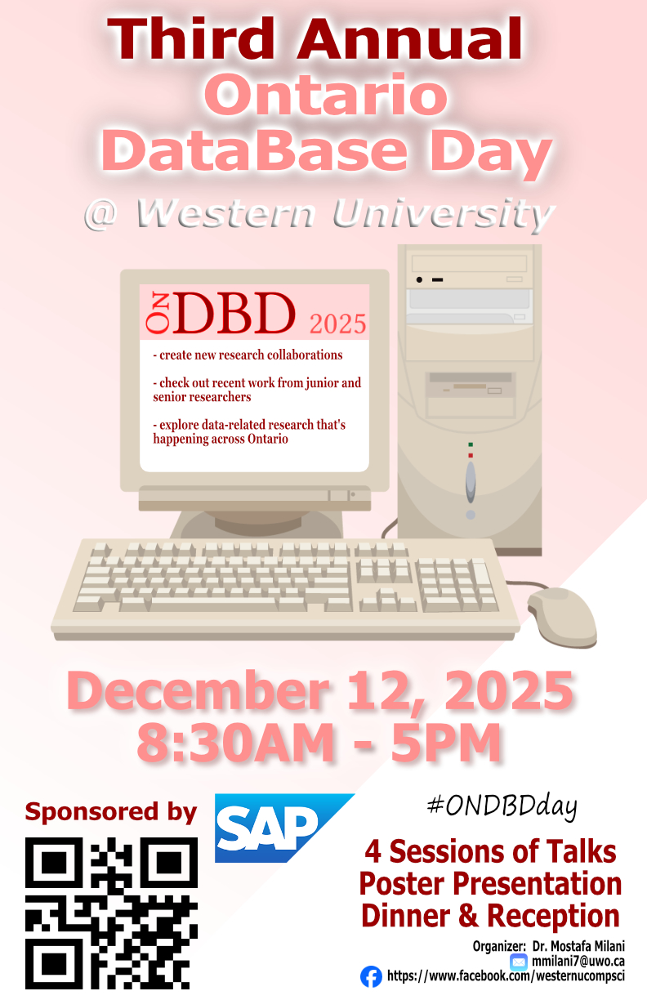 Third Annual
Ontario
DataBase Day
@ Western University
ON DBD 2025
- create new research collaborations
- check out recent work from junior and
senior researchers
- explore data-related research that's
happening across Ontario
December 12, 2025
8:30AM - 5PM
Sponsored by SAP
#ONDBDday
4 Sessions of Talks
Poster Presentation
Dinner & Reception
Organizer: Dr. Mostafa Milani
mmilani7@uwo.ca
https://www.facebook.com/westernucompsci